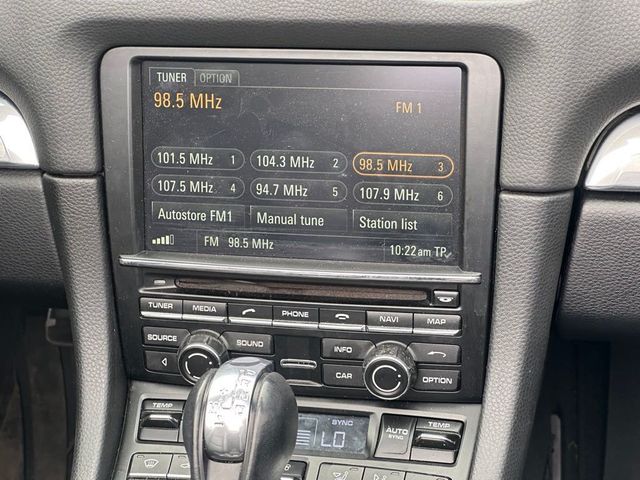 TUNER OPTION
98.5 MHz
FM 1
101.5 MHz 1 104.3 MHz 2 98.5 MHz 3
107.5 MHz 4 94.7 MHz 5 107.9 MHz 6
Autostore FM1 Manual tune Station list
FM 98.5 MHz 10:22 am TP
TUNER MEDIA PHONE NAVI MAP
SOURCE SOUND INFO
CAR OPTION
TEMP SYNC LO AUTO SYNC TEMP